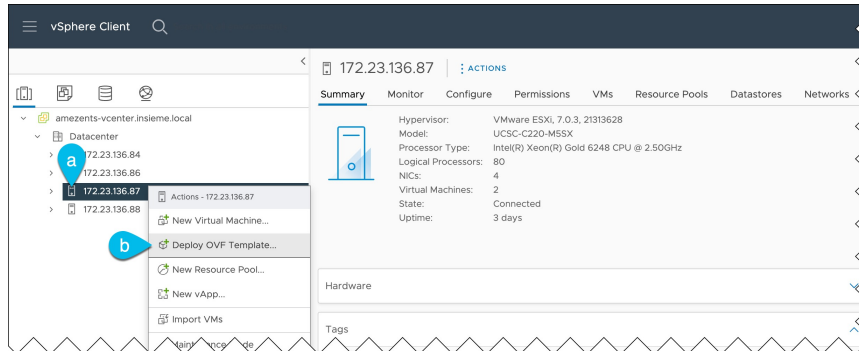 vSphere Client
172.23.136.87 ACTIONS
Summary Monitor Configure Permissions VMs Resource Pools Datastores Networks
amezents-vcenter.insieme.local
Datacenter
172.23.136.84
a
172.23.136.86
172.23.136.87
172.23.136.88
Actions - 172.23.136.87
New Virtual Machine...
b
Deploy OVF Template...
New Resource Pool...
New vApp...
Import VMs
Hypervisor: VMware ESXi, 7.0.3, 21313628
Model: UCSC-C220-M5SX
Processor Type: Intel(R) Xeon(R) Gold 6248 CPU @ 2.50GHz
Logical Processors: 80
NICs: 4
Virtual Machines: 2
State: Connected
Uptime: 3 days
Hardware
Tags